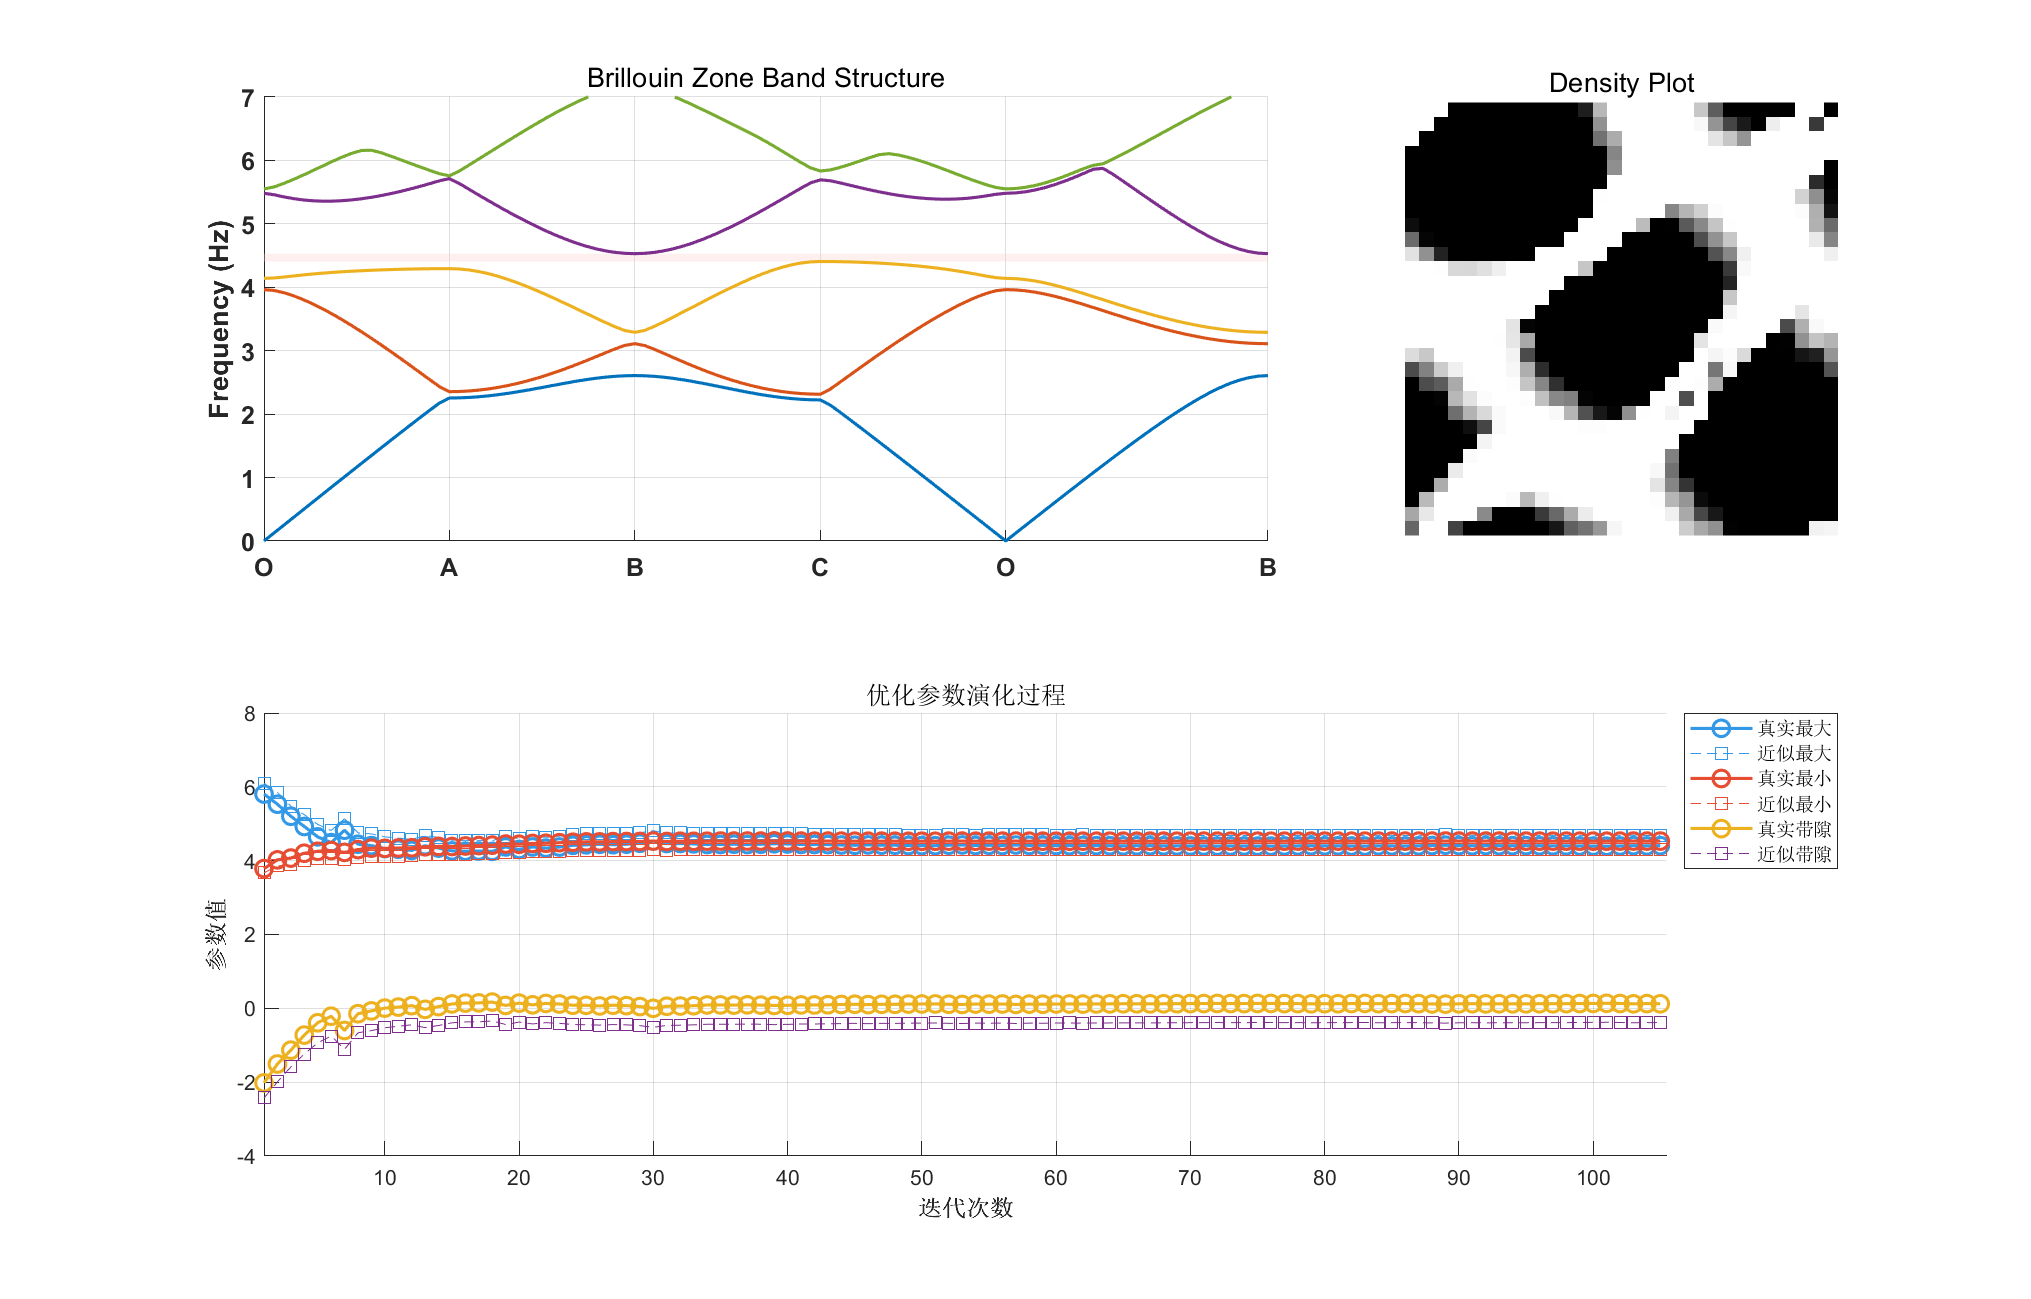 Brillouin Zone Band Structure
7
6
5
4
3
2
1
0
Frequency (Hz)
O A B C O B
Density Plot
优化参数演化过程
8
6
4
2
0
-2
-4
参数值
10 20 30 40 50 60 70 80 90 100
迭代次数
真实最大
近似最大
真实最小
近似最小
真实带隙
近似带隙